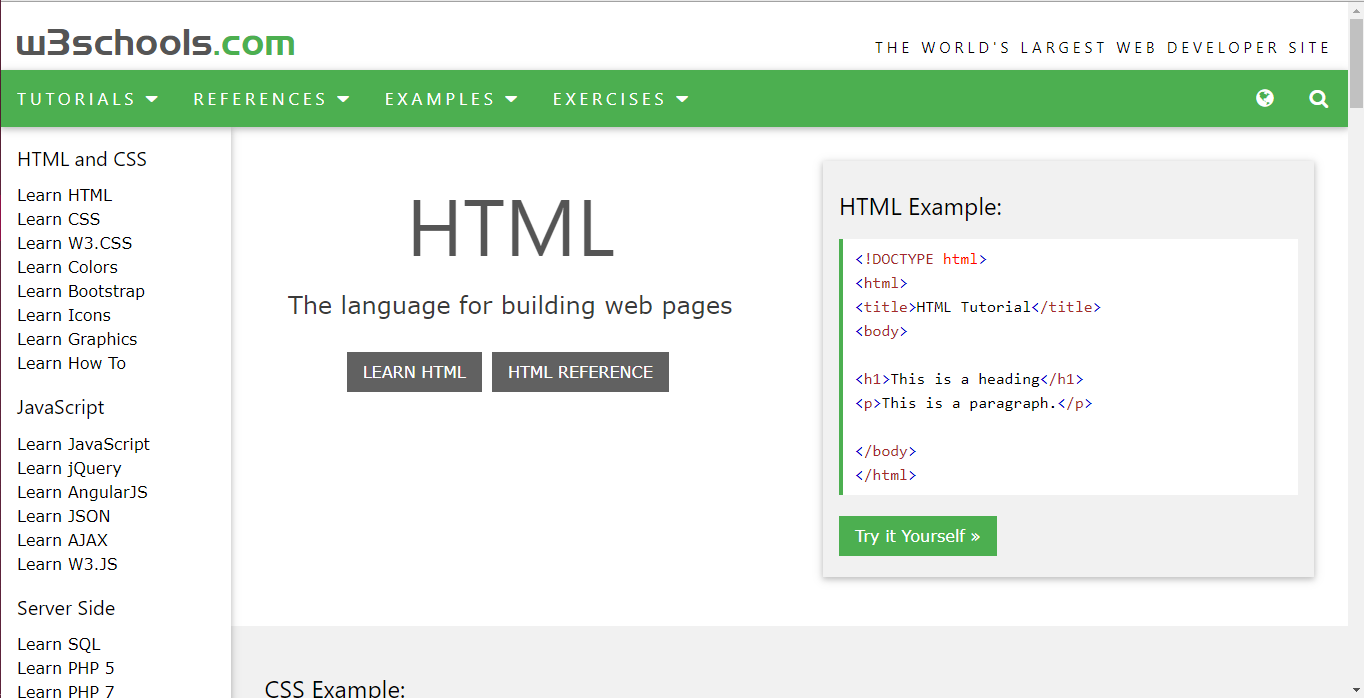 w3schools.com
THE WORLD'S LARGEST WEB DEVELOPER SITE
TUTORIALS REFERENCES EXAMPLES EXERCISES
HTML and CSS
Learn HTML
Learn CSS
Learn W3.CSS
Learn Colors
Learn Bootstrap
Learn Icons
Learn Graphics
Learn How To
JavaScript
Learn JavaScript
Learn jQuery
Learn AngularJS
Learn JSON
Learn AJAX
Learn W3.JS
Server Side
Learn SQL
Learn PHP 5
Learn PHP 7
HTML
The language for building web pages
LEARN HTML HTML REFERENCE
HTML Example:
<!DOCTYPE html>
<html>
<title>HTML Tutorial</title>
<body>
<h1>This is a heading</h1>
<p>This is a paragraph.</p>
</body>
</html>
Try it Yourself »
CSS Example: